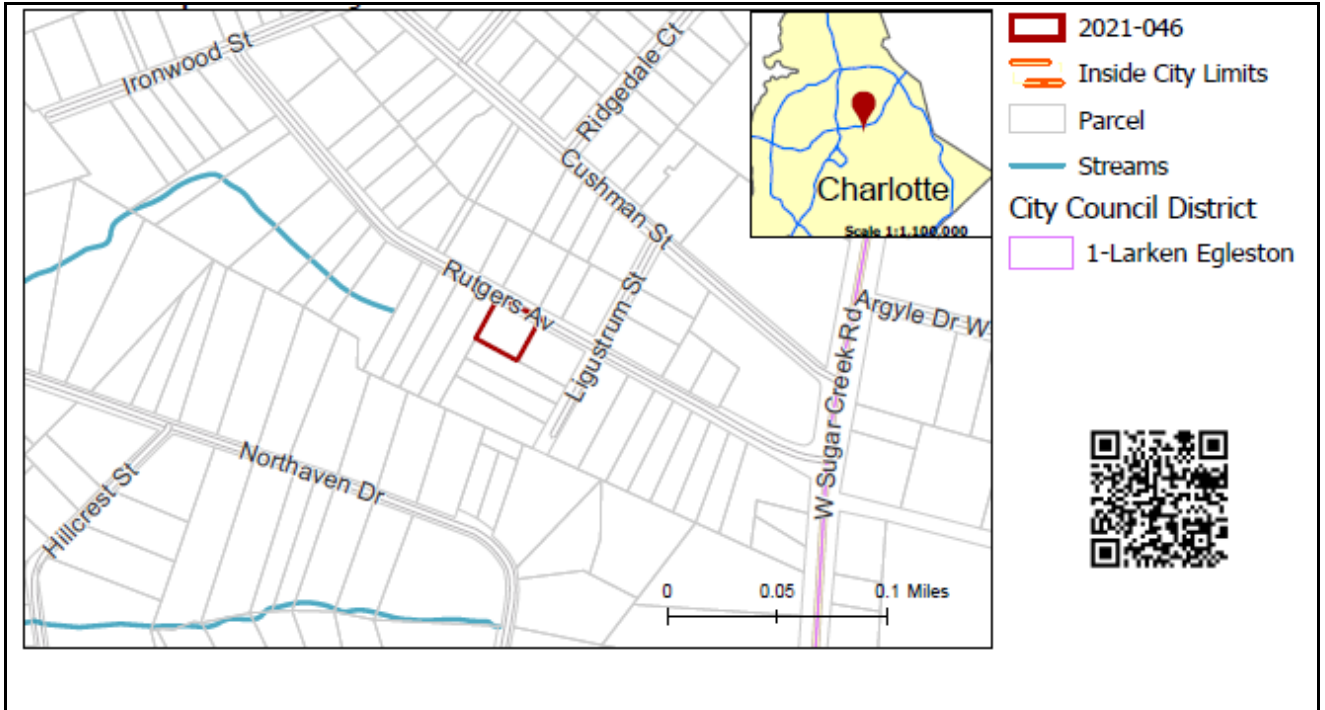 Ironwood St
Ridgedale Ct
Cushman St
Rutgers Av
Ligustrum St
Northaven Dr
Hillcrest St
W Sugar Creek Rd
Argyle Dr W
Charlotte
Scale 1:1,100,000
0 0.05 0.1 Miles
2021-046
Inside City Limits
Parcel
Streams
City Council District
1-Larken Egleston